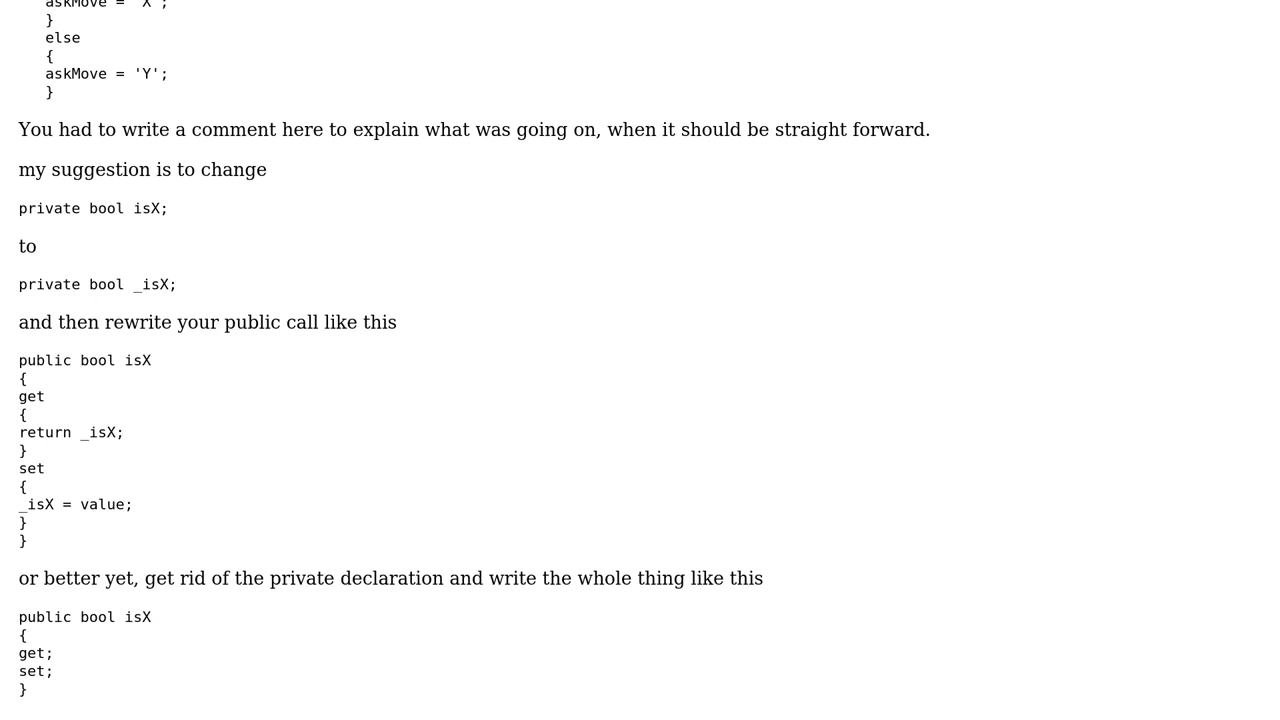 askMove = 'X';
}
else
{
askMove = 'Y';
}
You had to write a comment here to explain what was going on, when it should be straight forward.
my suggestion is to change
private bool isX;
to
private bool _isX;
and then rewrite your public call like this
public bool isX
{
get
{
return _isX;
}
set
{
_isX = value;
}
}
or better yet, get rid of the private declaration and write the whole thing like this
public bool isX
{
get;
set;
}